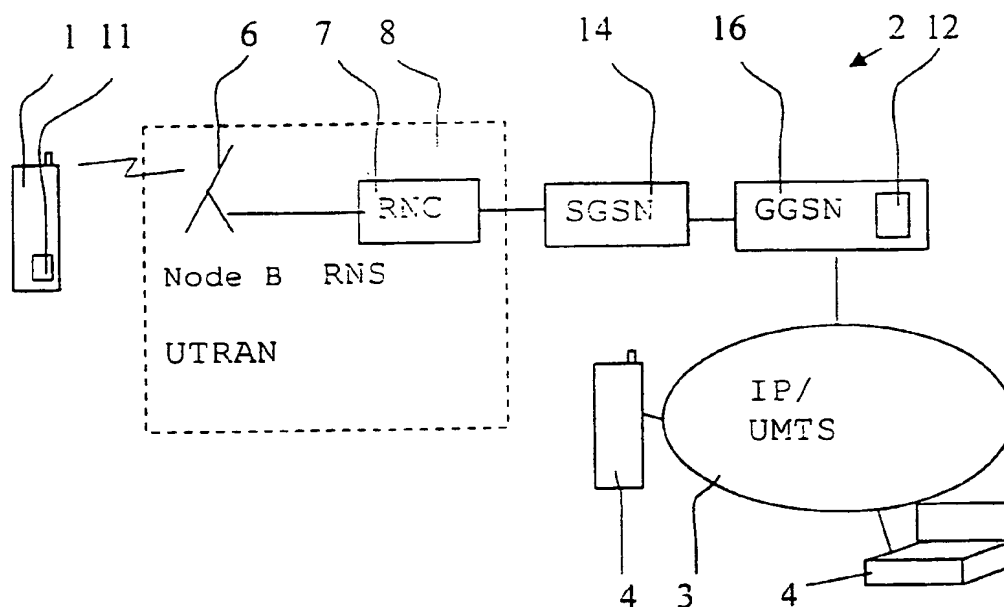 1 11 6 7 8 14 16 2 12
RNC SGSN GGSN
Node B RNS
UTRAN
IP/
UMTS
4 3 4